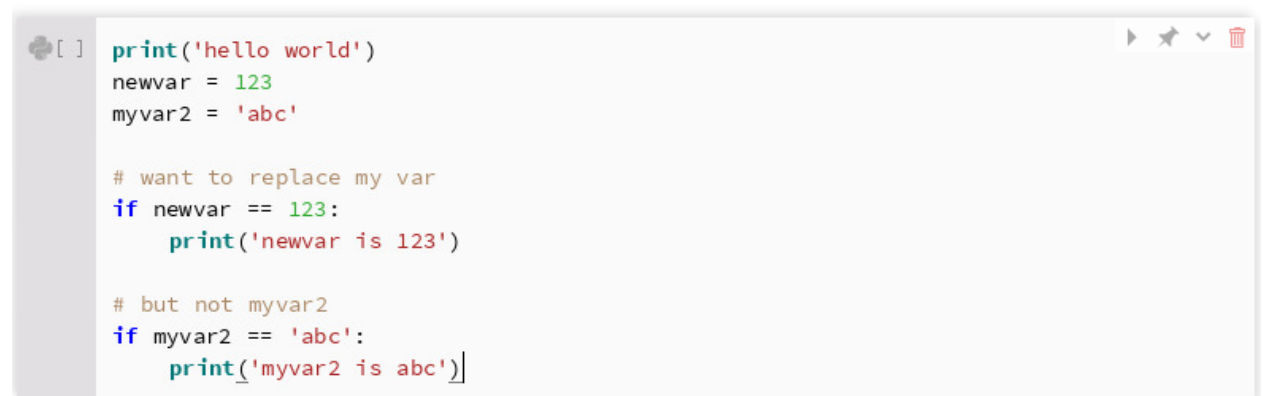 [ ] print('hello world')
newvar = 123
myvar2 = 'abc'
# want to replace my var
if newvar == 123:
    print('newvar is 123')
# but not myvar2
if myvar2 == 'abc':
    print('myvar2 is abc')